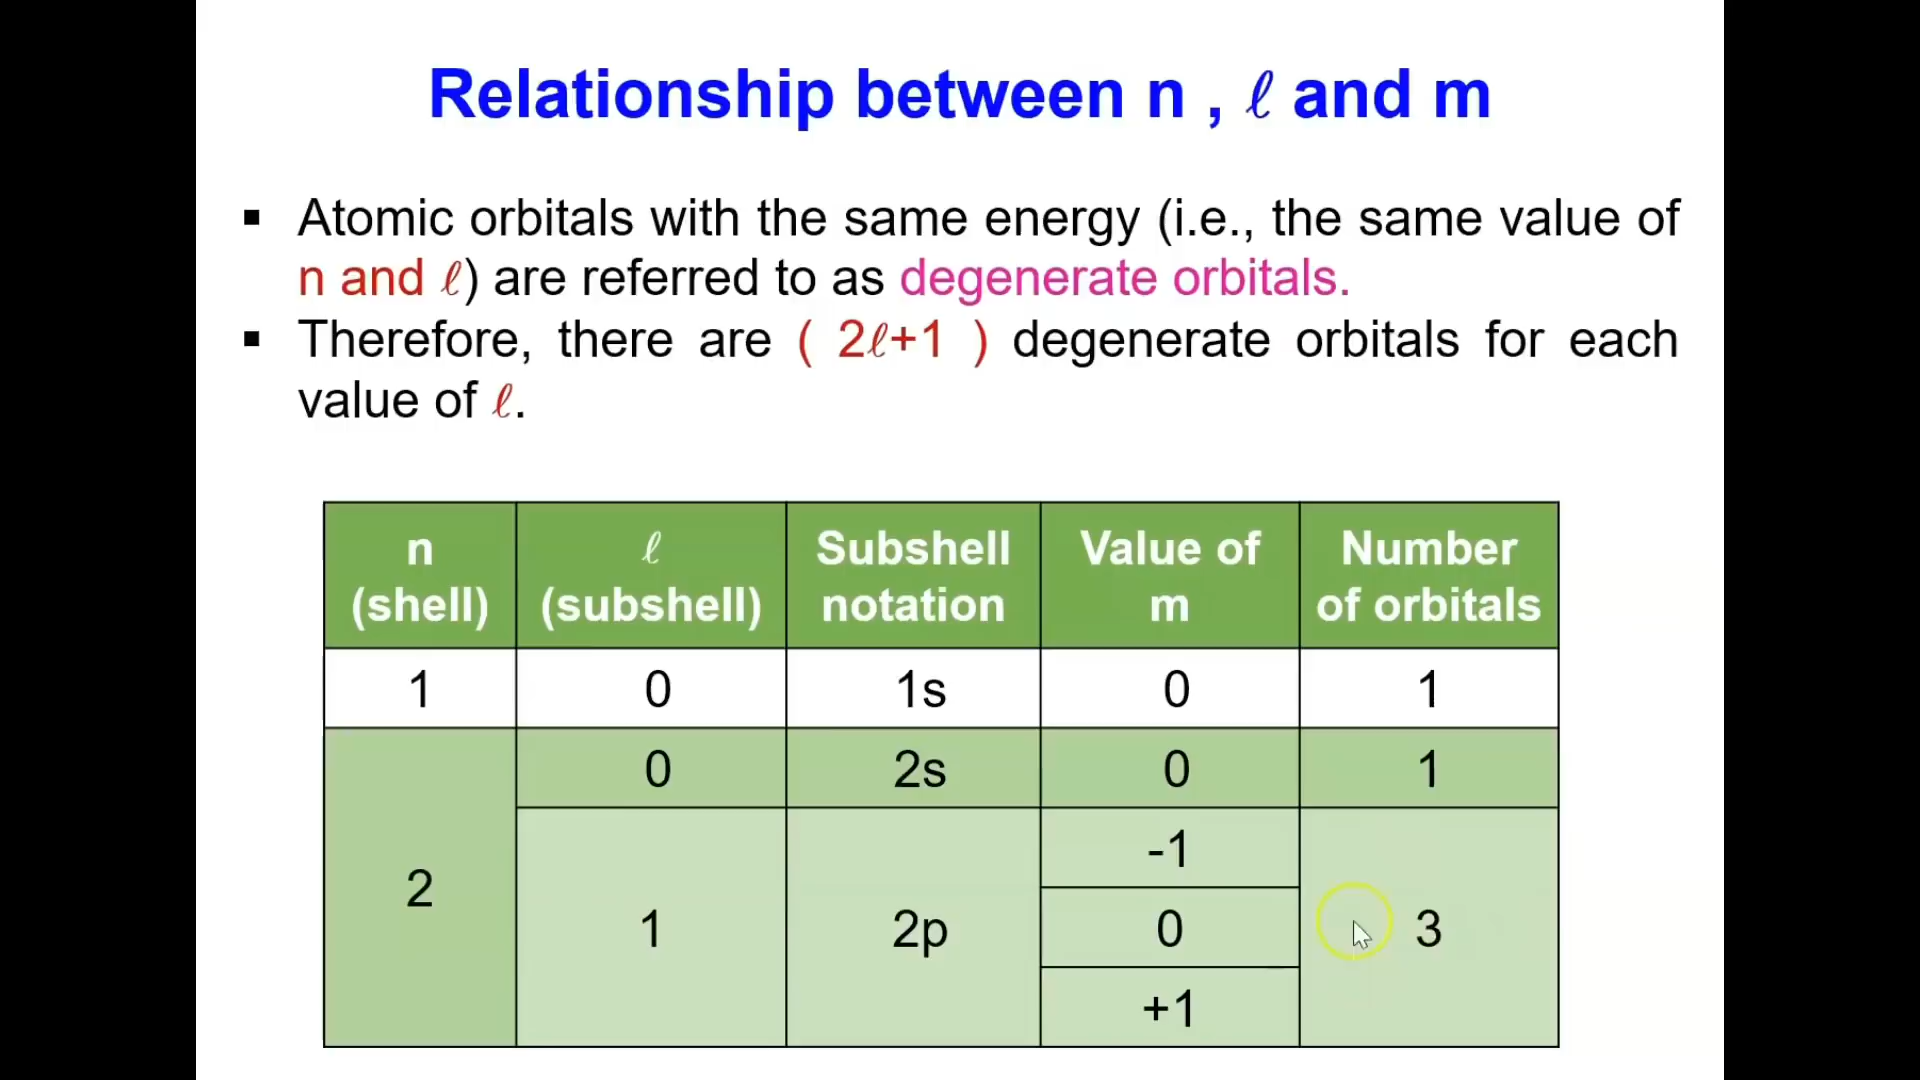 Relationship between n , ℓ and m
▪ Atomic orbitals with the same energy (i.e., the same value of
n and ℓ) are referred to as degenerate orbitals.
▪ Therefore, there are ( 2ℓ+1 ) degenerate orbitals for each
value of ℓ.
n ℓ Subshell Value of Number
(shell) (subshell) notation m of orbitals
1 0 1s 0 1
0 2s 0 1
-1
2
1 2p 0 3
+1